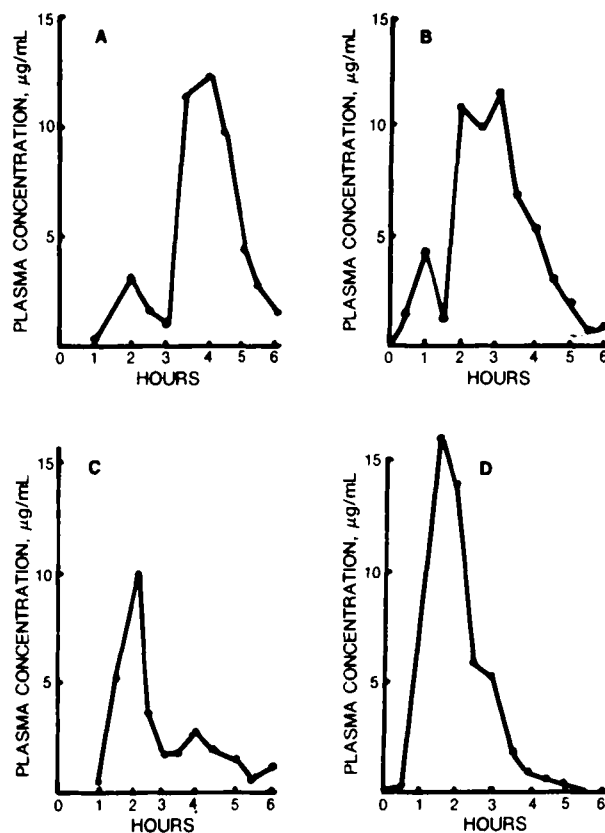 A
PLASMA CONCENTRATION, µg/mL
15
10
5
0 1 2 3 4 5 6
HOURS
B
PLASMA CONCENTRATION, µg/mL
15
10
5
0 1 2 3 4 5 6
HOURS
C
PLASMA CONCENTRATION, µg/mL
15
10
5
0 1 2 3 4 5 6
HOURS
D
PLASMA CONCENTRATION, µg/mL
15
10
5
0 1 2 3 4 5 6
HOURS